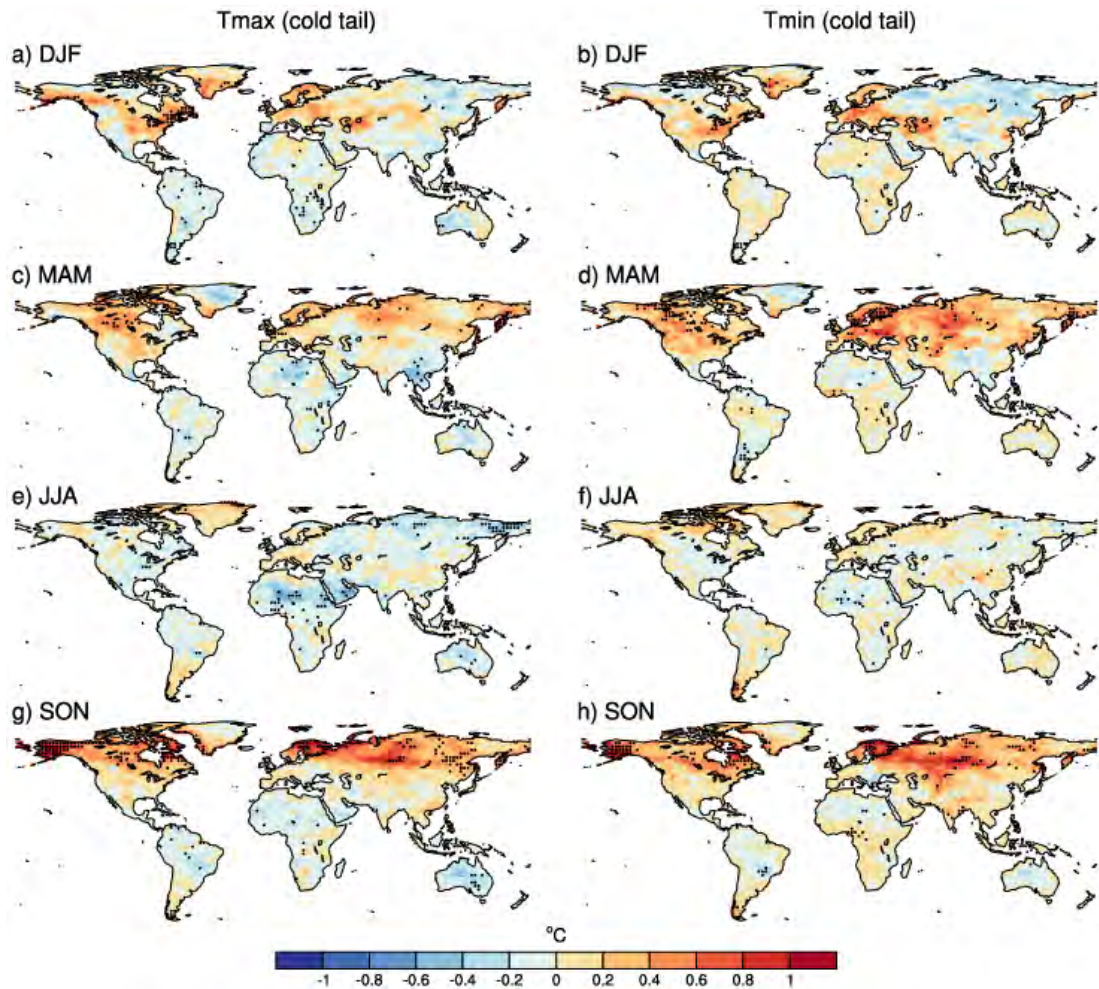 Tmax (cold tail)
Tmin (cold tail)
a) DJF
b) DJF
c) MAM
d) MAM
e) JJA
f) JJA
g) SON
h) SON
°C
-1 -0.8 -0.6 -0.4 -0.2 0 0.2 0.4 0.6 0.8 1